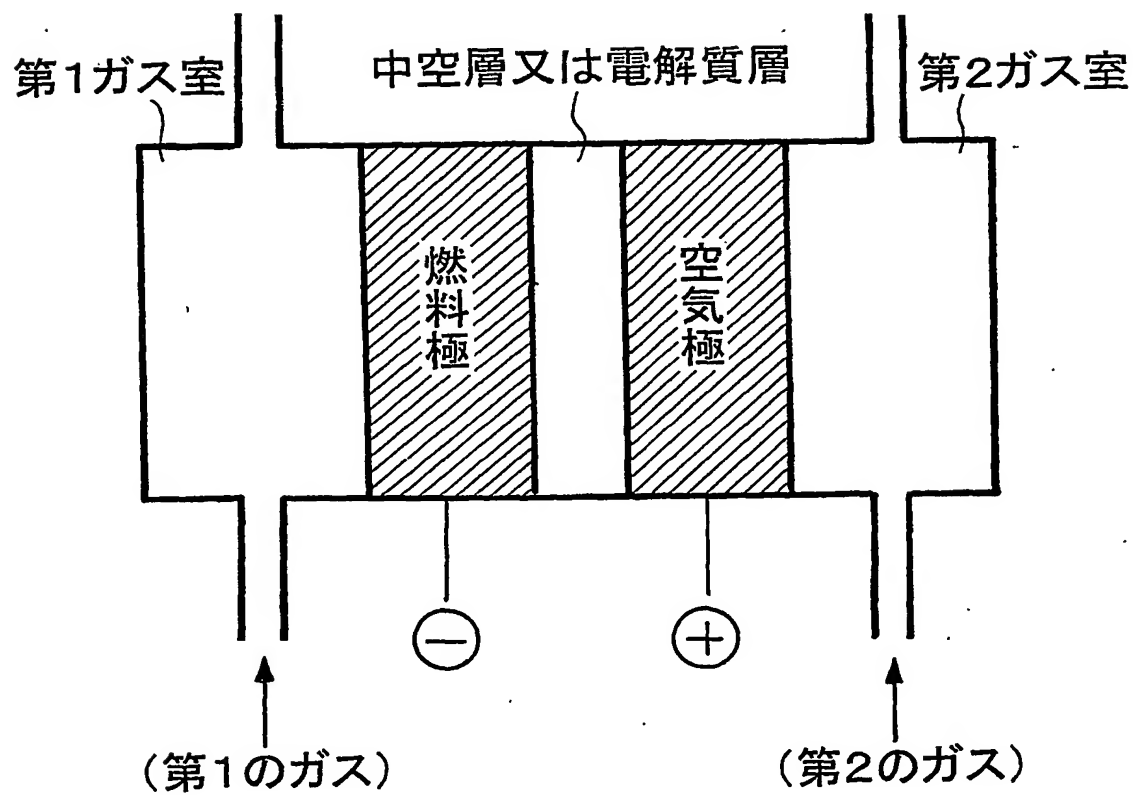 第1ガス室
中空層又は電解質層
第2ガス室
燃料極
空気極
−
+
(第1のガス)
(第2のガス)